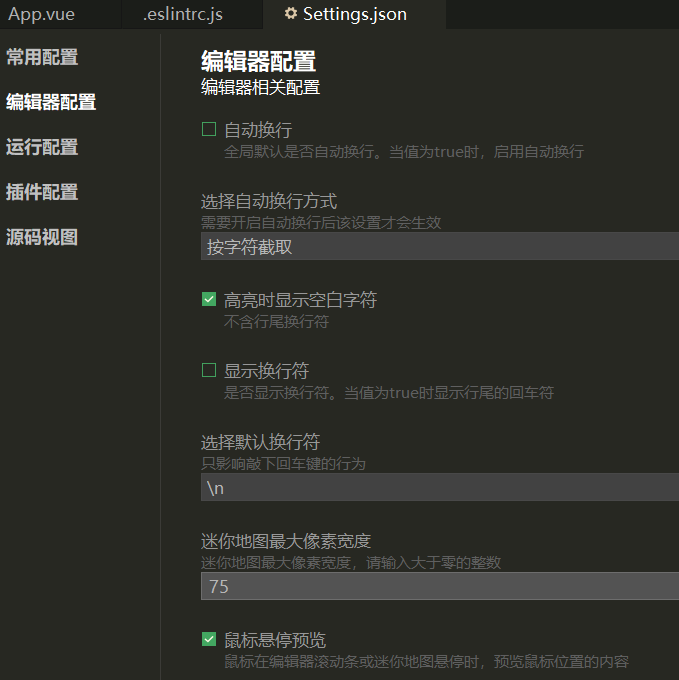 App.vue .eslintrc.js Settings.json
常用配置
编辑器配置
运行配置
插件配置
源码视图
编辑器配置
编辑器相关配置
自动换行
全局默认是否自动换行。当值为true时，启用自动换行
选择自动换行方式
需要开启自动换行后该设置才会生效
按字符截取
高亮时显示空白字符
不含行尾换行符
显示换行符
是否显示换行符。当值为true时显示行尾的回车符
选择默认换行符
只影响敲下回车键的行为
\n
迷你地图最大像素宽度
迷你地图最大像素宽度，请输入大于零的整数
75
鼠标悬停预览
鼠标在编辑器滚动条或迷你地图悬停时，预览鼠标位置的内容